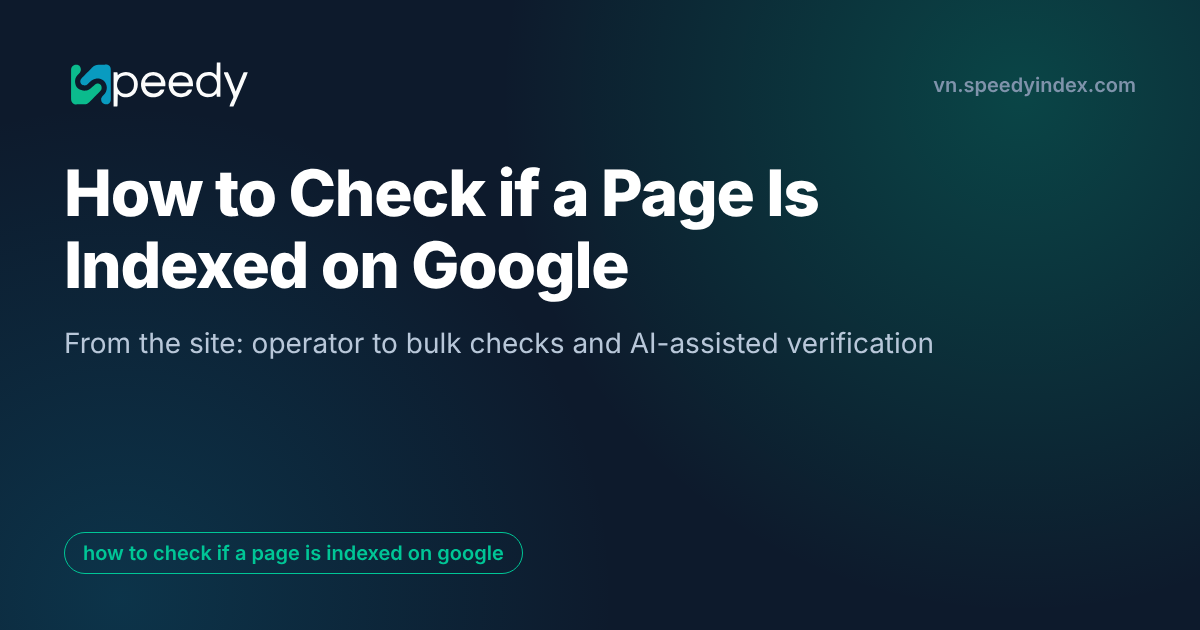 Speedy
vn.speedyindex.com
How to Check if a Page Is
Indexed on Google
From the site: operator to bulk checks and AI-assisted verification
how to check if a page is indexed on google